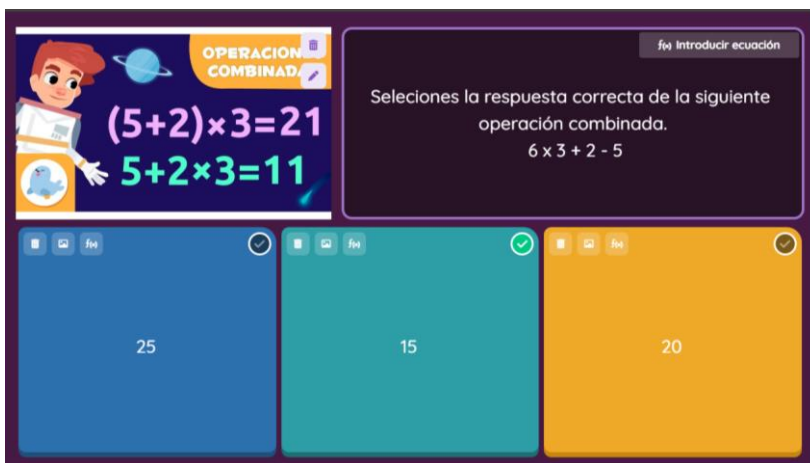 OPERACION
COMBINADA
(5+2)×3=21
5+2×3=11
f(x) Introducir ecuación
Seleciones la respuesta correcta de la siguiente
operación combinada.
6 x 3 + 2 - 5
f(x)
f(x)
f(x)
25
15
20